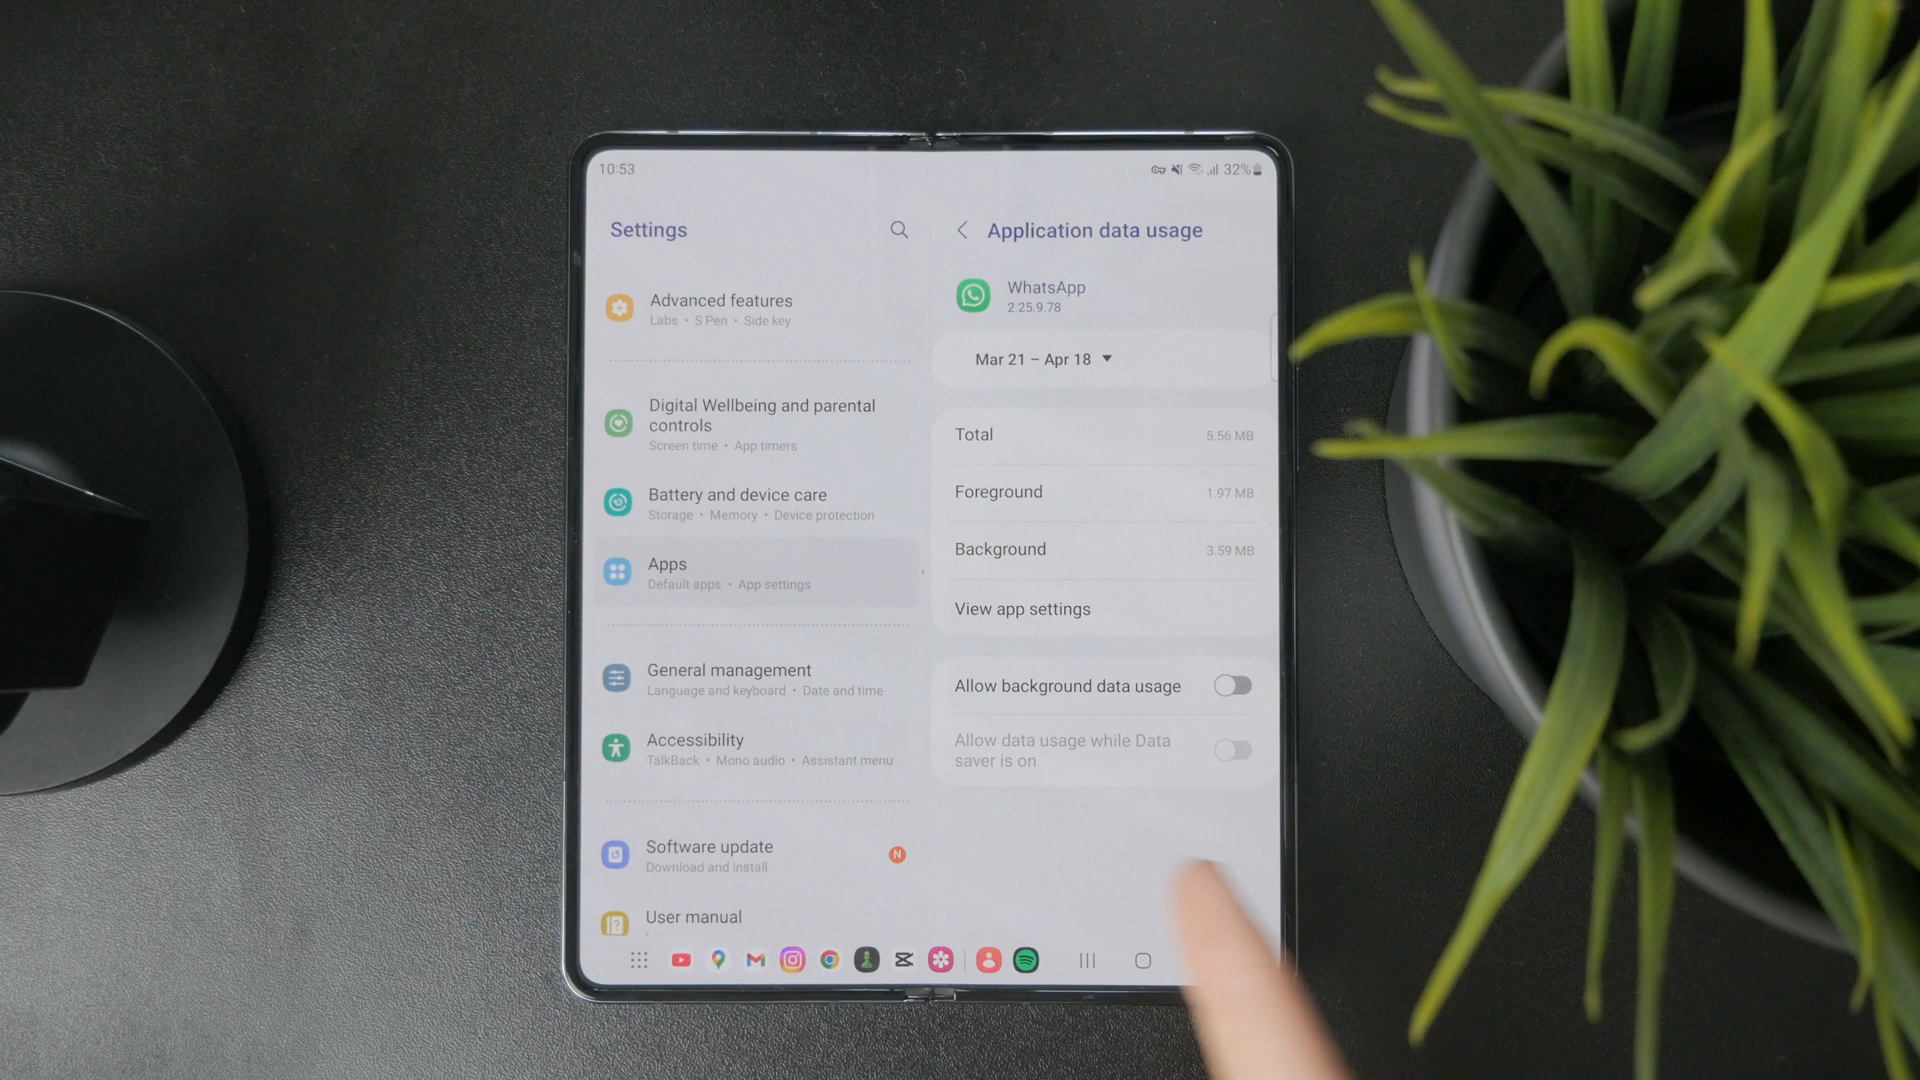 10:53
32%
Settings
Advanced features
Labs • S Pen • Side key
Digital Wellbeing and parental
controls
Screen time • App timers
Battery and device care
Storage • Memory • Device protection
Apps
Default apps • App settings
General management
Language and keyboard • Date and time
Accessibility
TalkBack • Mono audio • Assistant menu
Software update
Download and install
N
User manual
Application data usage
WhatsApp
2.25.9.78
Mar 21 – Apr 18
Total
5.56 MB
Foreground
1.97 MB
Background
3.59 MB
View app settings
Allow background data usage
Allow data usage while Data
saver is on